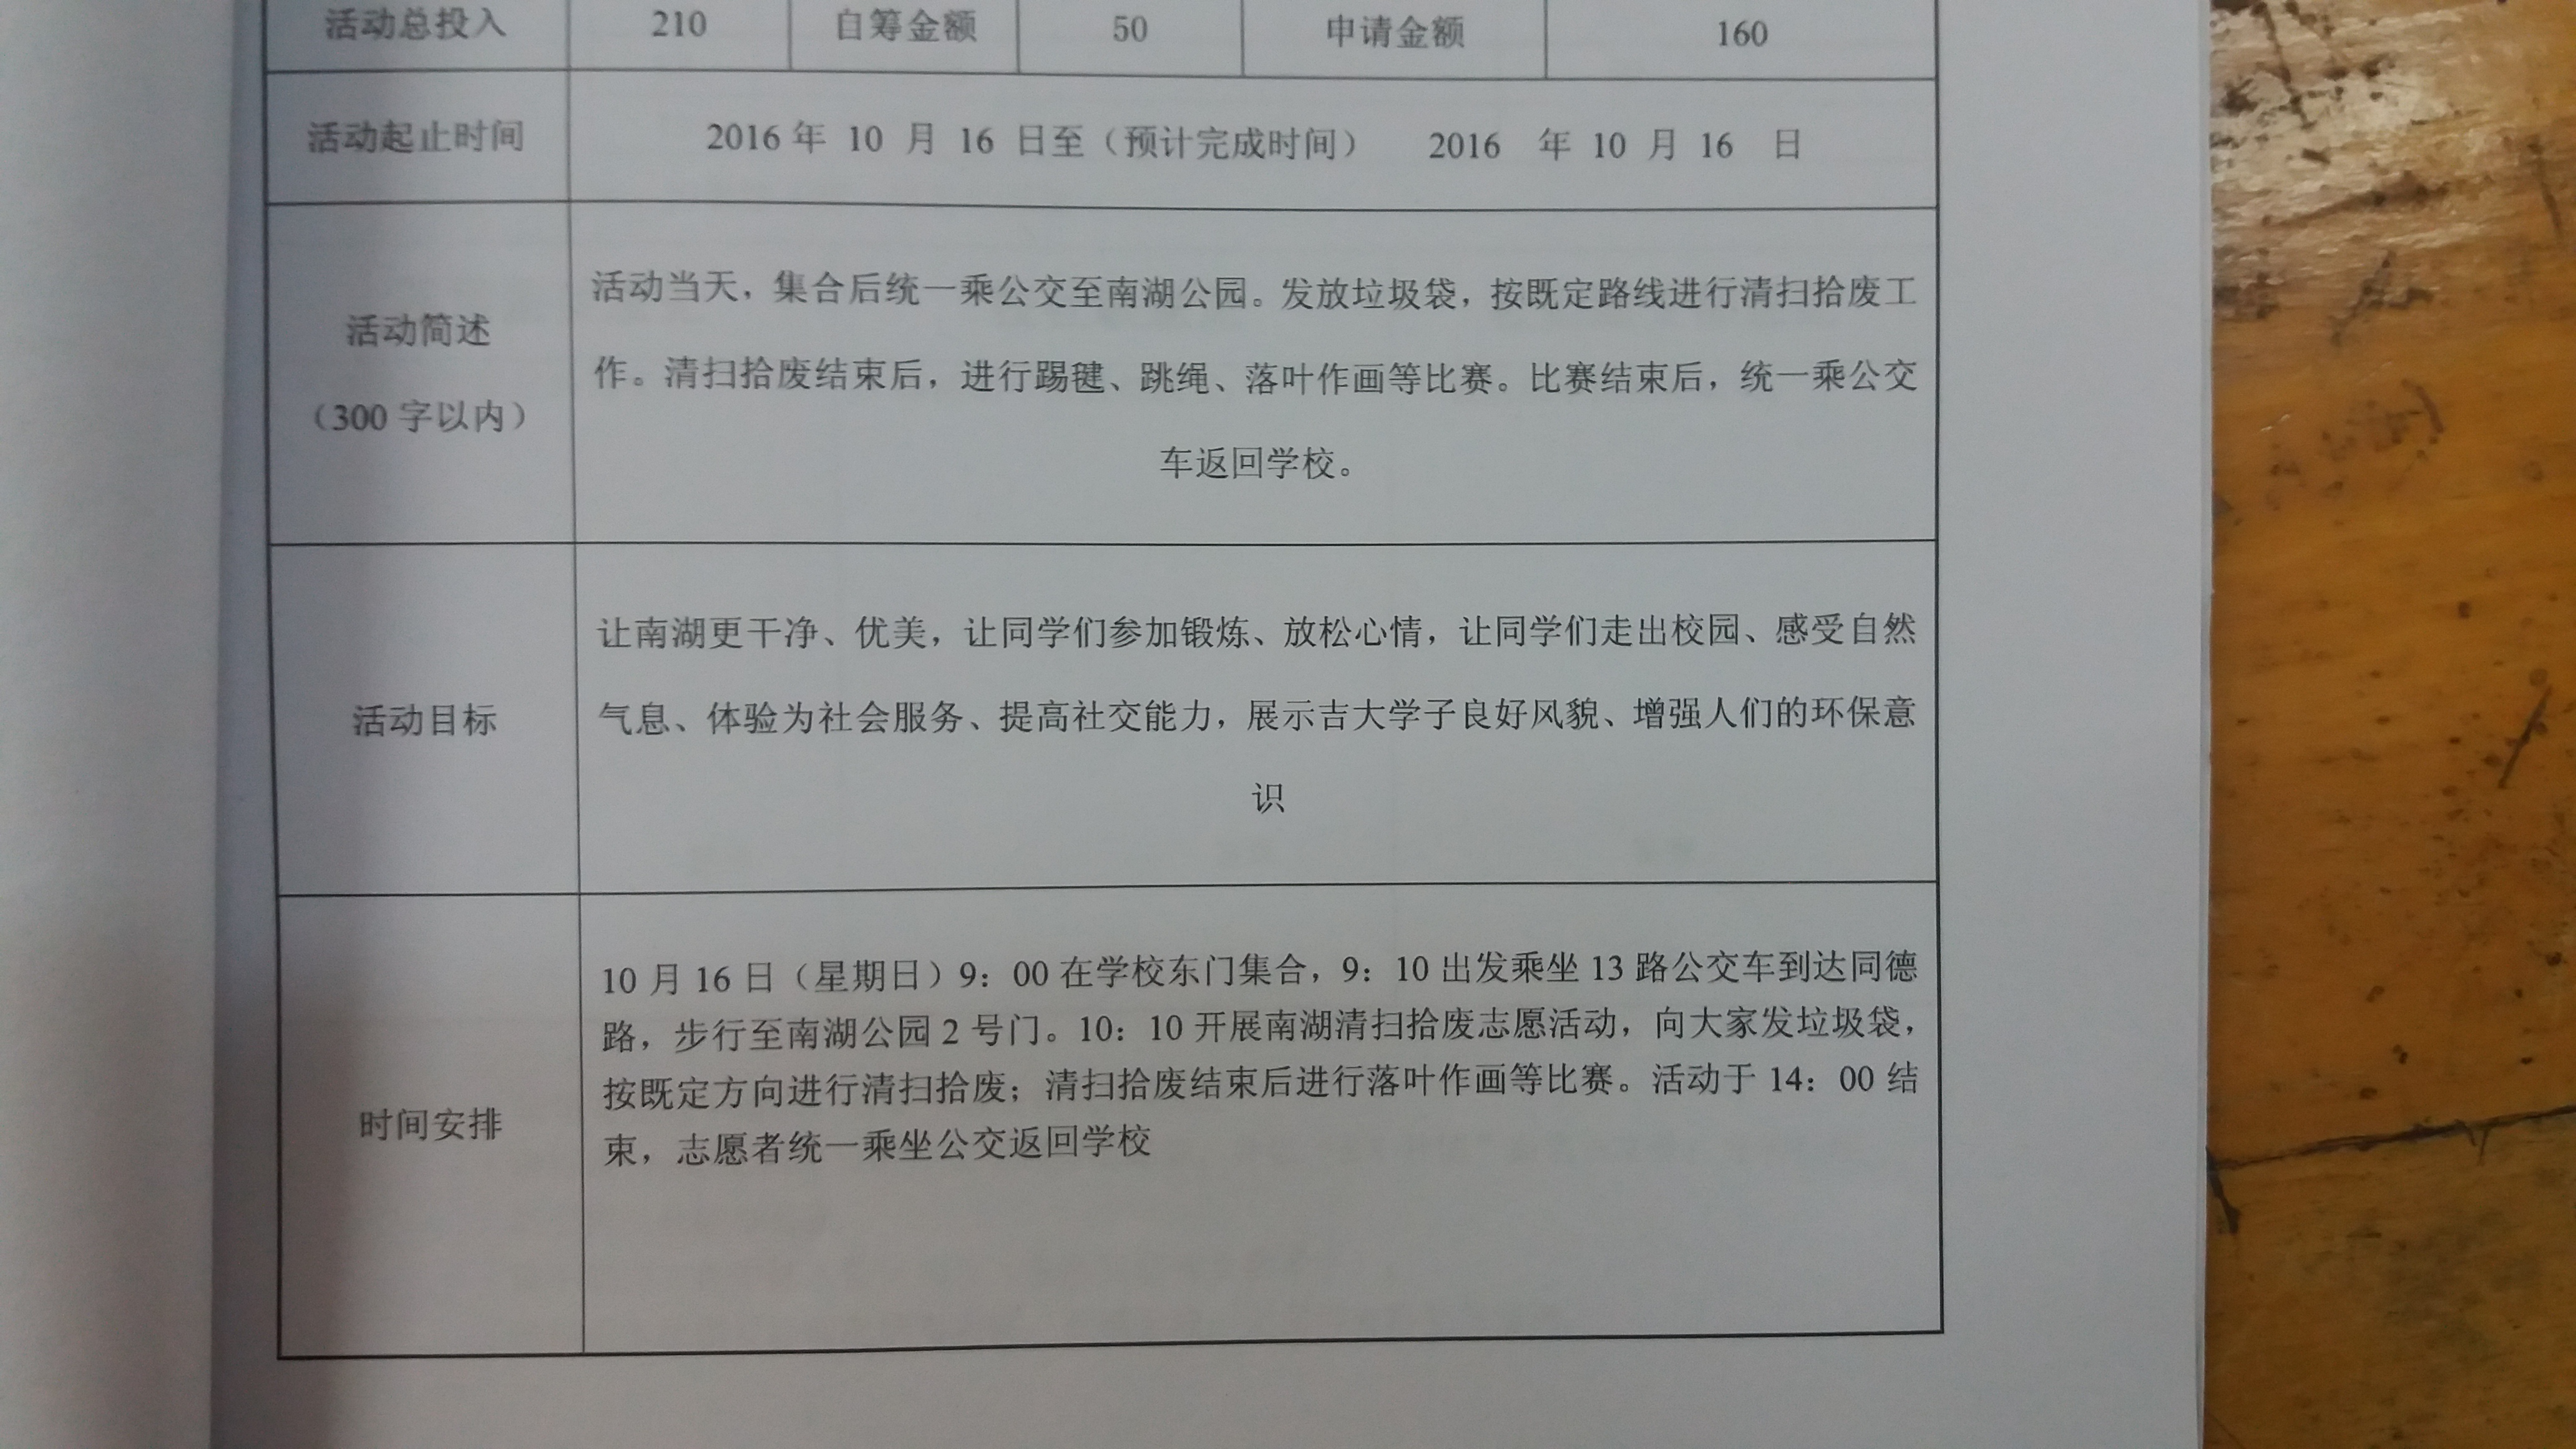 活动总投入 210 自筹金额 50 申请金额 160
活动起止时间 2016 年 10 月 16 日至（预计完成时间） 2016 年 10 月 16 日
活动简述
（300 字以内）
活动当天，集合后统一乘公交至南湖公园。发放垃圾袋，按既定路线进行清扫拾废工
作。清扫拾废结束后，进行踢毽、跳绳、落叶作画等比赛。比赛结束后，统一乘公交
车返回学校。
活动目标
让南湖更干净、优美，让同学们参加锻炼、放松心情，让同学们走出校园、感受自然
气息、体验为社会服务、提高社交能力，展示吉大学子良好风貌、增强人们的环保意
识
时间安排
10 月 16 日（星期日）9：00 在学校东门集合，9：10 出发乘坐 13 路公交车到达同德
路，步行至南湖公园 2 号门。10：10 开展南湖清扫拾废志愿活动，向大家发垃圾袋，
按既定方向进行清扫拾废；清扫拾废结束后进行落叶作画等比赛。活动于 14：00 结
束，志愿者统一乘坐公交返回学校